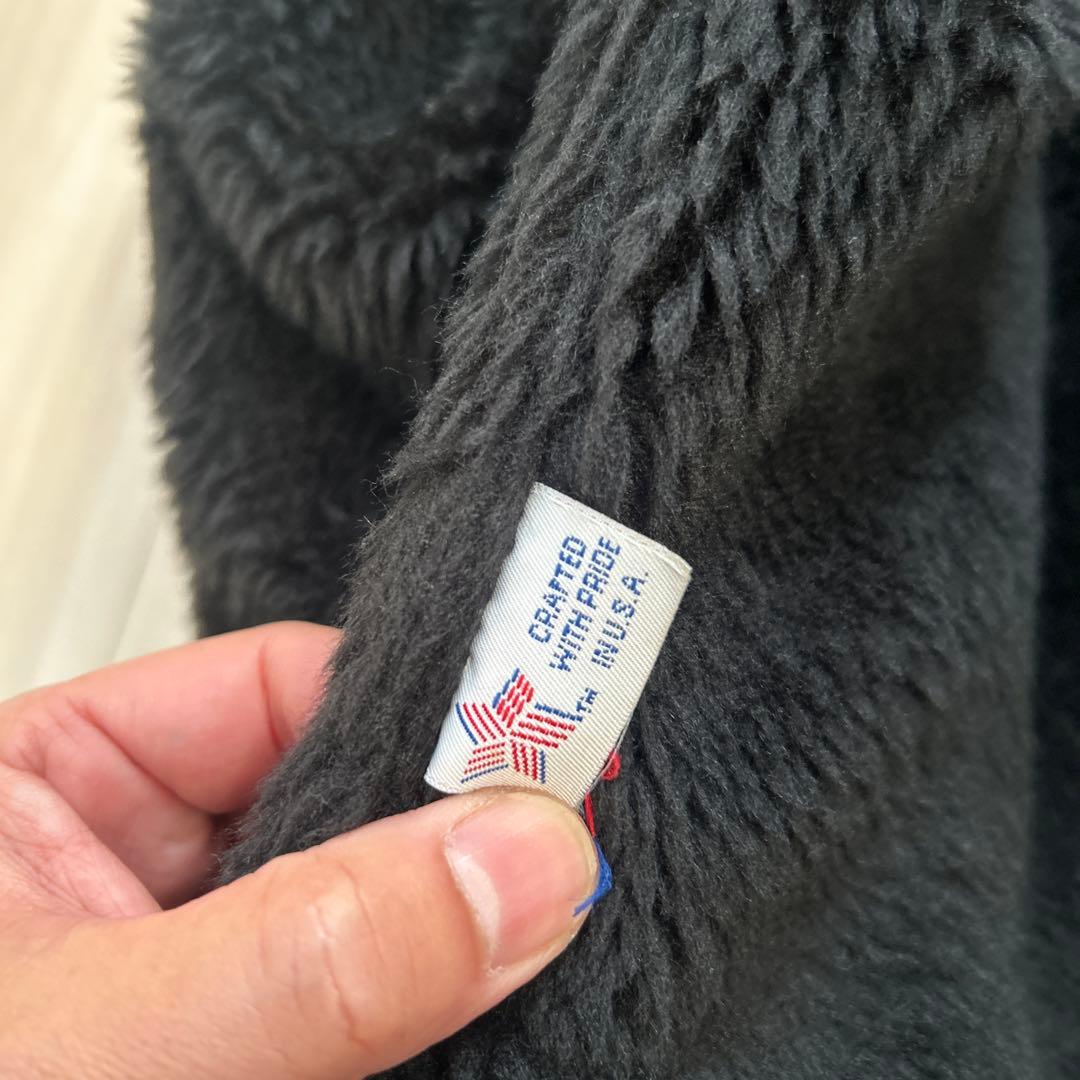 CRAFTED
WITH PRIDE
IN U.S.A.
TM